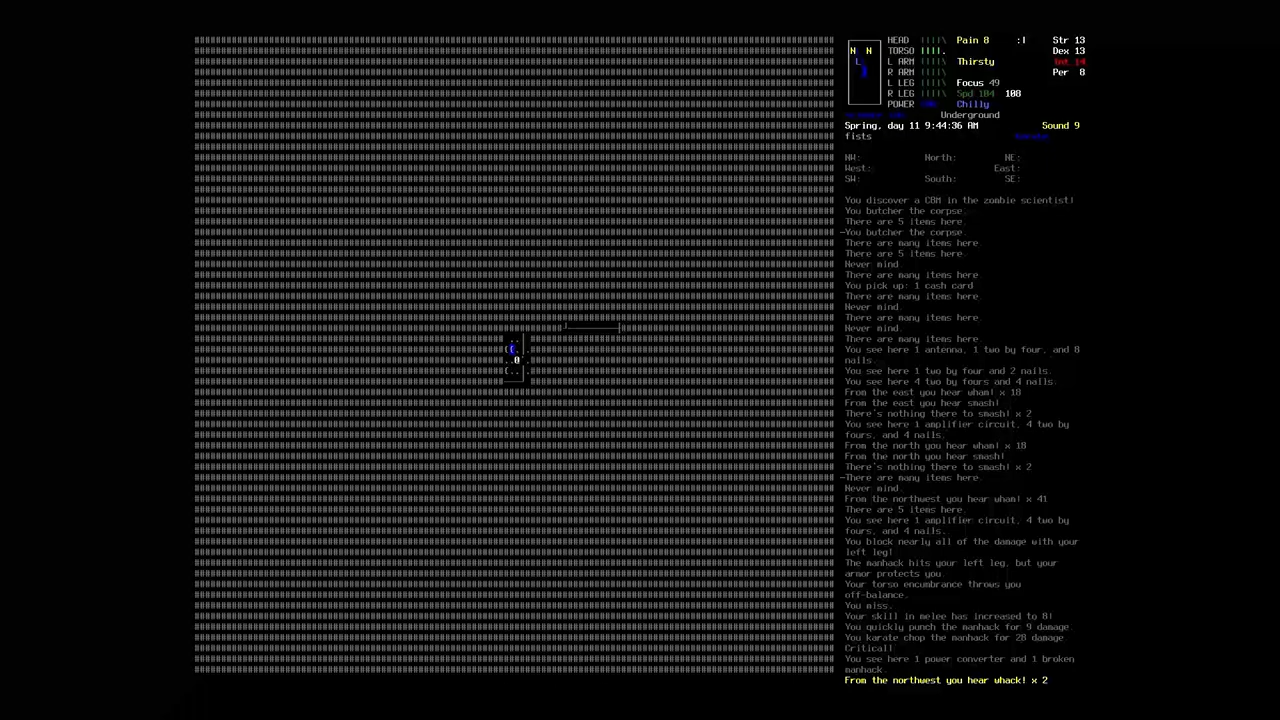 HEAD ||||\ Pain 8 :| Str 13
N N TORSO ||||. Dex 13
L L ARM ||||\ Thirsty Int 14
R ARM ||||\ Per 8
L LEG ||||\ Focus 49
R LEG ||||\ Spd 104 108
POWER Chilly
Underground
Spring, day 11 9:44:36 AM Sound 9
fists
NW: North: NE:
West: East:
SW: South: SE:
You discover a CBM in the zombie scientist!
You butcher the corpse.
There are 5 items here.
You butcher the corpse.
There are many items here.
There are 5 items here.
Never mind.
There are many items here.
You pick up: 1 cash card
There are many items here.
Never mind.
There are many items here.
Never mind.
There are many items here.
You see here 1 antenna, 1 two by four, and 8
nails.
You see here 1 two by four and 2 nails.
You see here 4 two by fours and 4 nails.
From the east you hear wham! x 18
From the east you hear smash!
There's nothing there to smash! x 2
You see here 1 amplifier circuit, 4 two by
fours, and 4 nails.
From the north you hear wham! x 18
From the north you hear smash!
There's nothing there to smash! x 2
There are many items here.
Never mind.
From the northwest you hear wham! x 41
There are 5 items here.
You see here 1 amplifier circuit, 4 two by
fours, and 4 nails.
You block nearly all of the damage with your
left leg!
The manhack hits your left leg, but your
armor protects you.
Your torso encumbrance throws you
off-balance.
You miss.
Your skill in melee has increased to 8!
You quickly punch the manhack for 9 damage.
You karate chop the manhack for 28 damage
Critical!
You see here 1 power converter and 1 broken
manhack.
From the northwest you hear whack! x 2